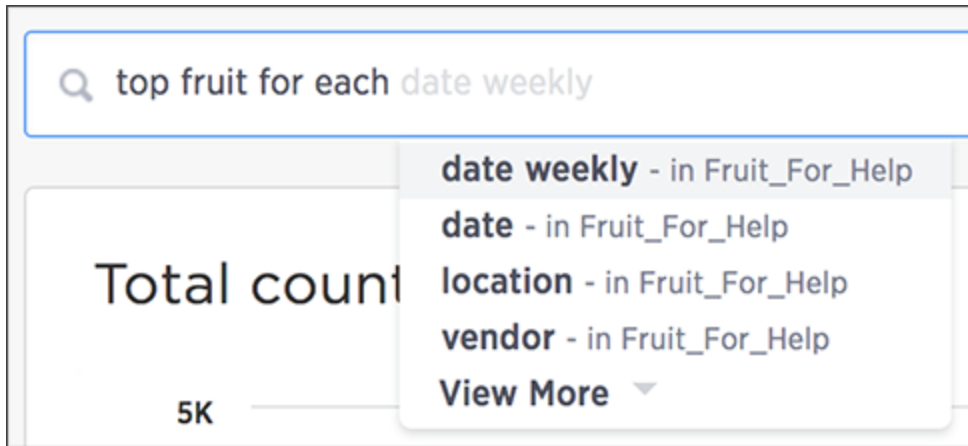 top fruit for each date weekly
date weekly - in Fruit_For_Help
date - in Fruit_For_Help
location - in Fruit_For_Help
vendor - in Fruit_For_Help
View More
Total count
5K